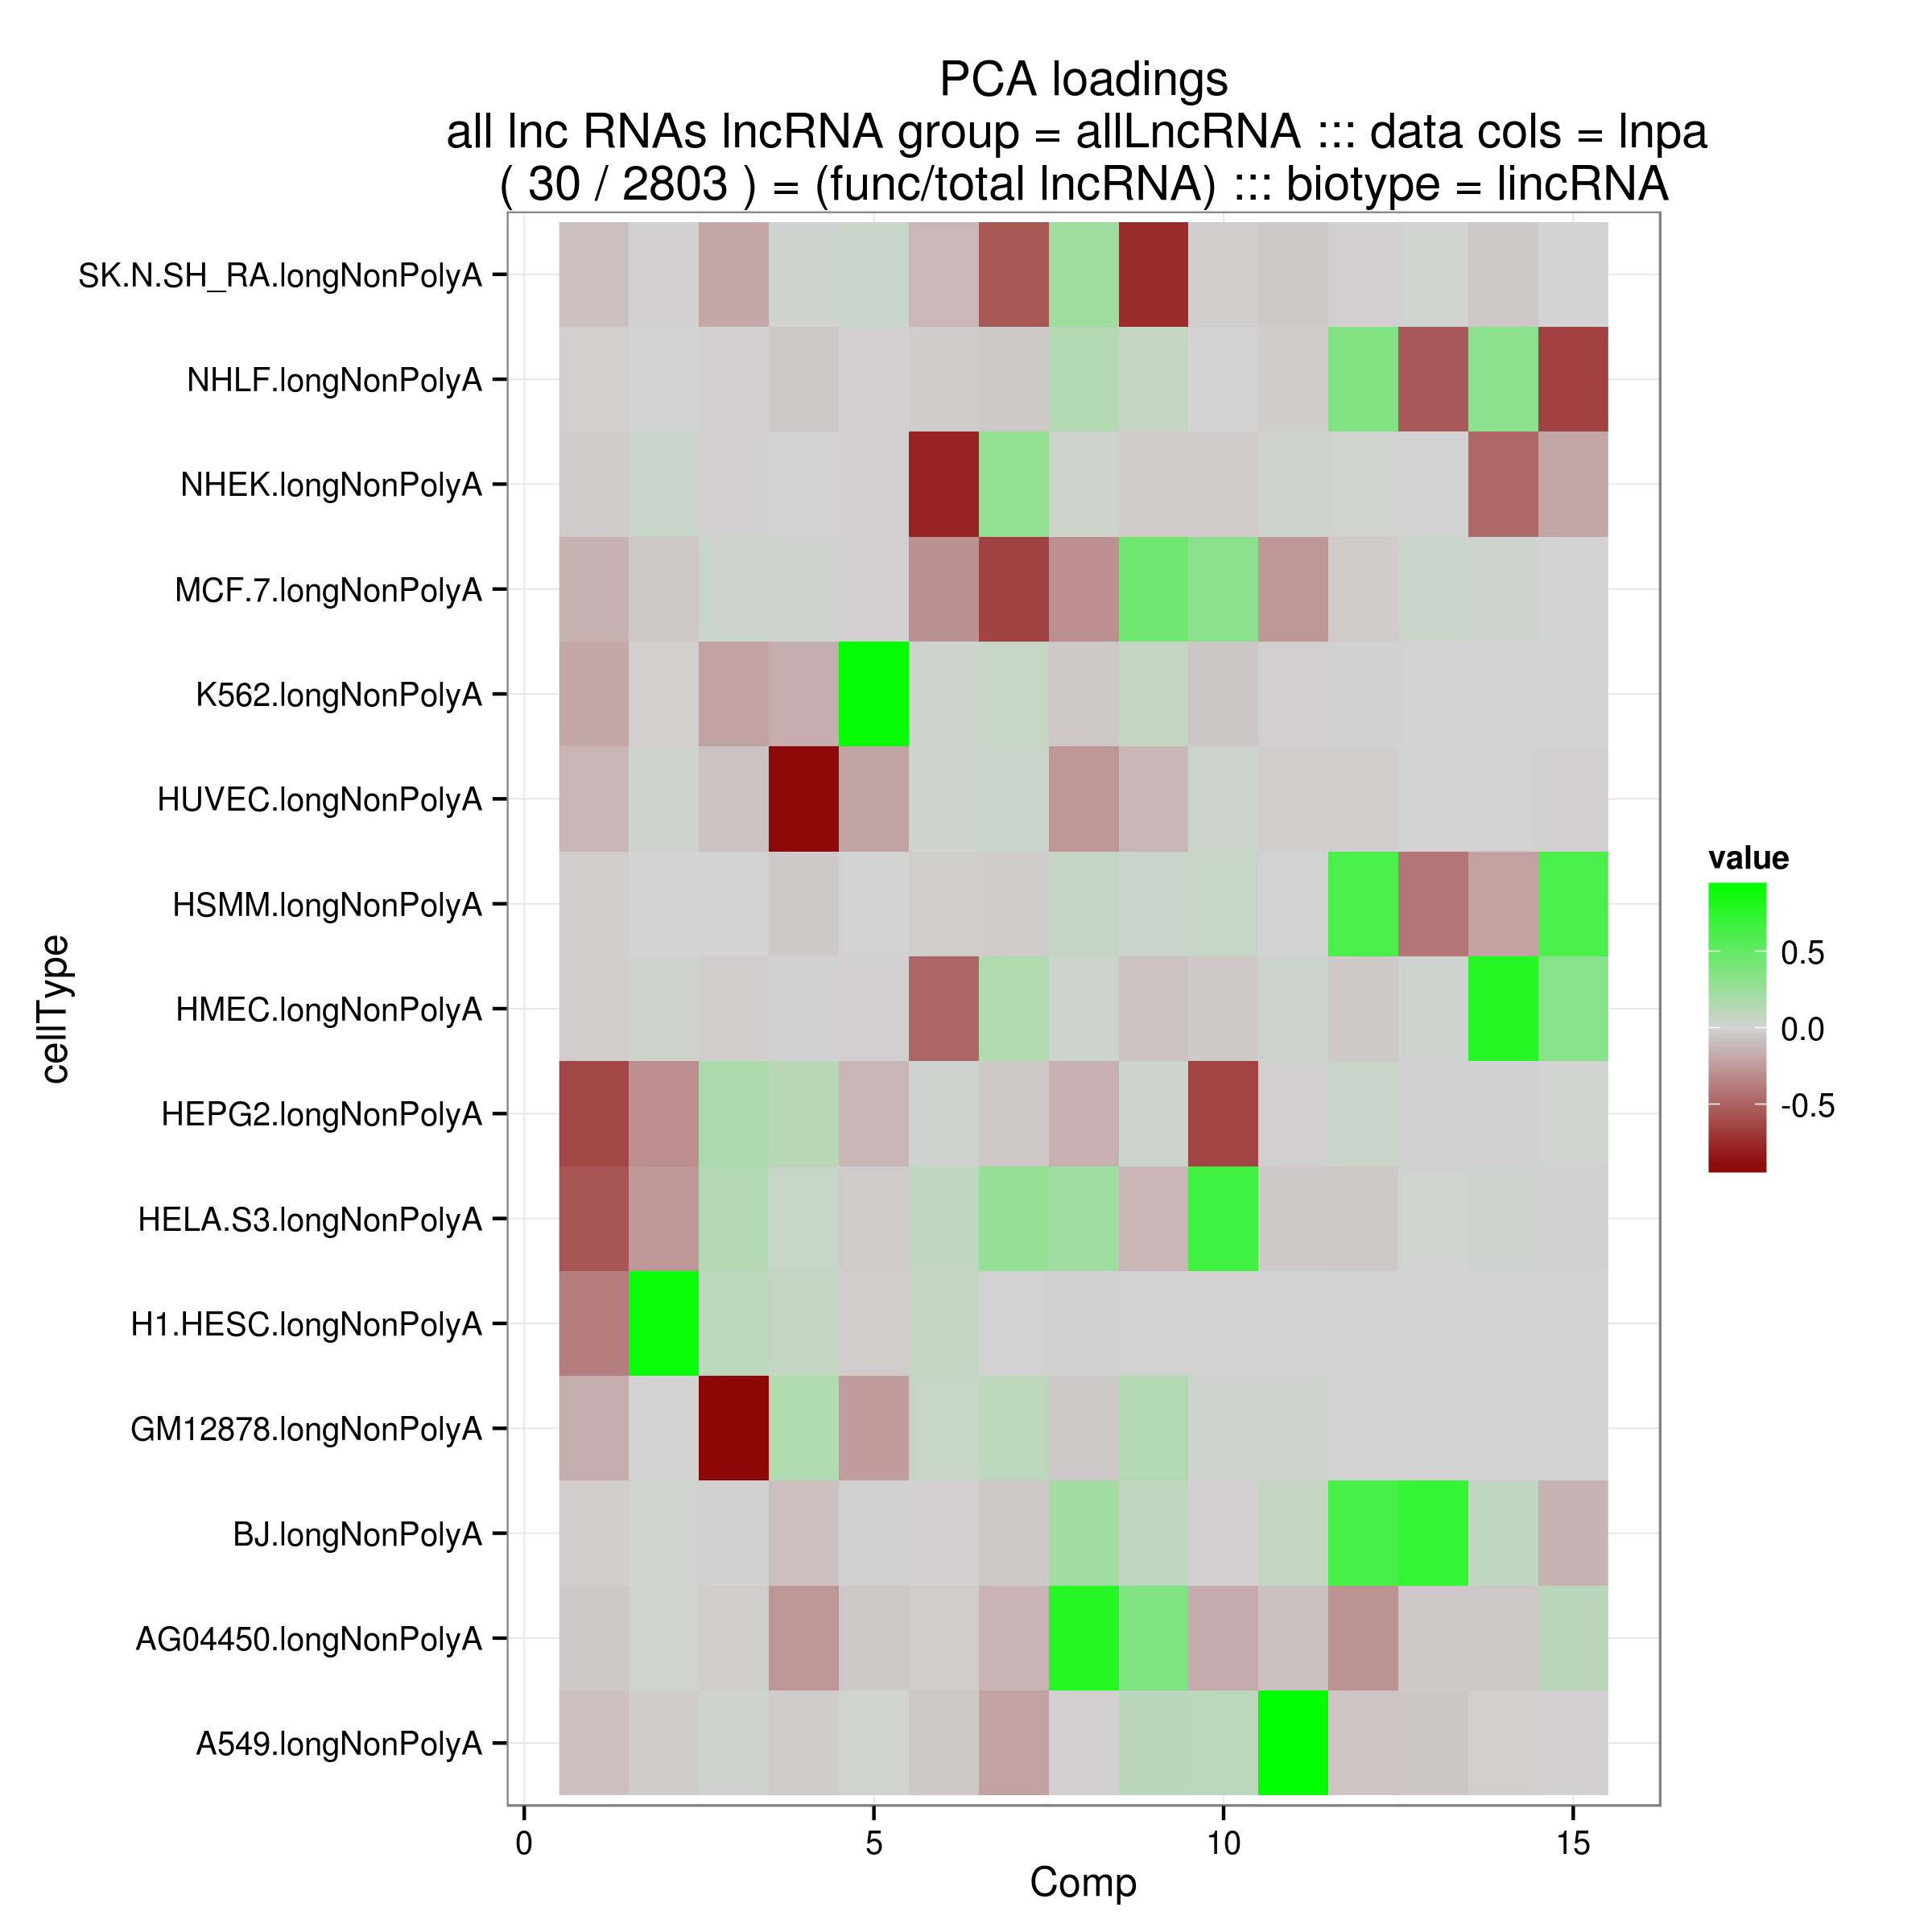 PCA loadings
all lnc RNAs lncRNA group = allLncRNA ::: data cols = lnpa
( 30 / 2803 ) = (func/total lncRNA) ::: biotype = lincRNA
cellType
SK.N.SH_RA.longNonPolyA
NHLF.longNonPolyA
NHEK.longNonPolyA
MCF.7.longNonPolyA
K562.longNonPolyA
HUVEC.longNonPolyA
HSMM.longNonPolyA
HMEC.longNonPolyA
HEPG2.longNonPolyA
HELA.S3.longNonPolyA
H1.HESC.longNonPolyA
GM12878.longNonPolyA
BJ.longNonPolyA
AG04450.longNonPolyA
A549.longNonPolyA
0 5 10 15
Comp
value
0.5
0.0
-0.5